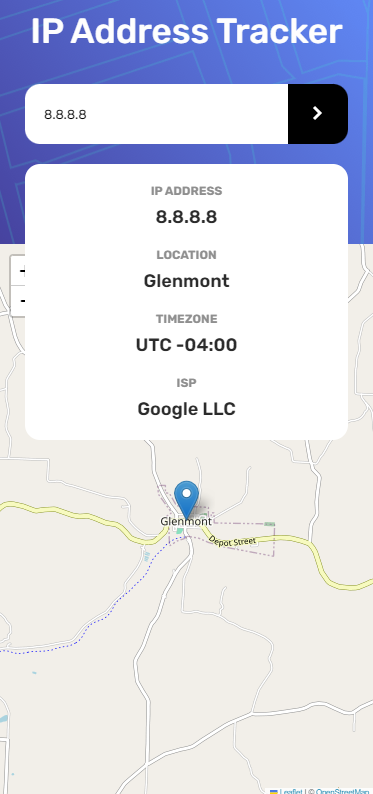 IP Address Tracker
8.8.8.8
IP ADDRESS
8.8.8.8
LOCATION
Glenmont
TIMEZONE
UTC -04:00
ISP
Google LLC
Glenmont
Depot Street
Leaflet | © OpenStreetMap